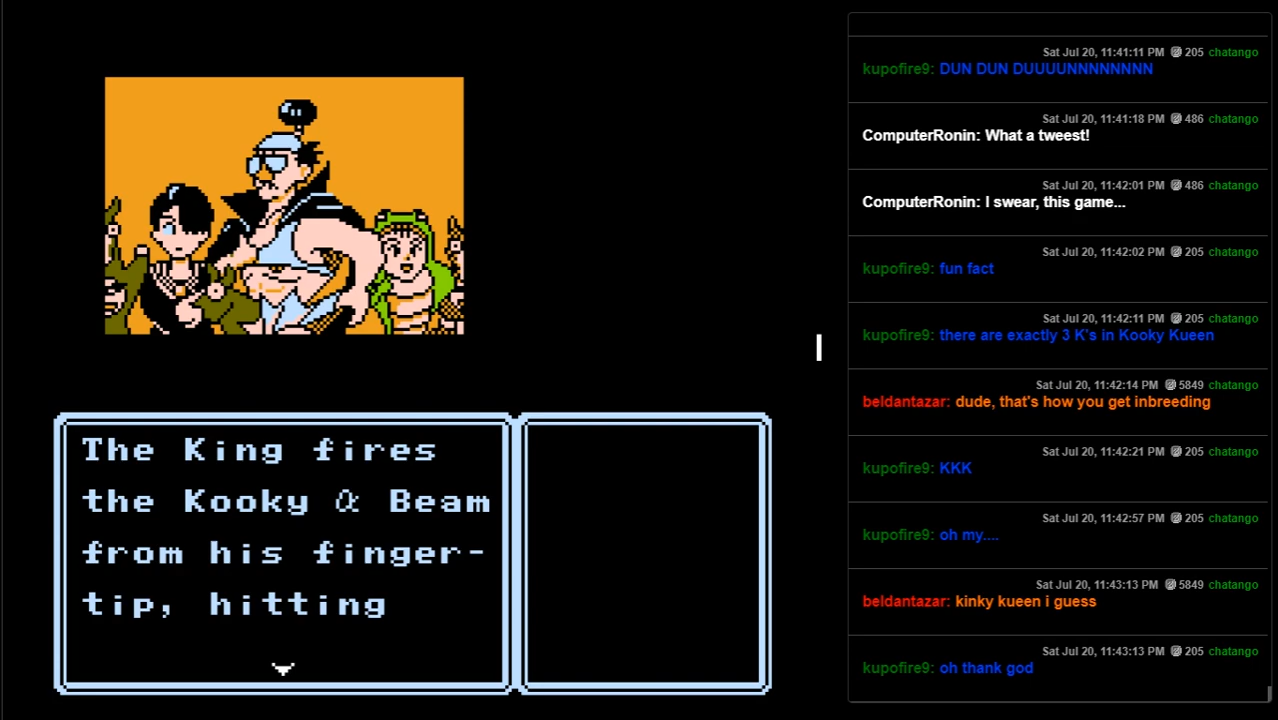 The King fires
the Kooky α Beam
from his finger-
tip, hitting
Sat Jul 20, 11:41:11 PM 205 chatango
kupofire9: DUN DUN DUUUUNNNNNNNN
Sat Jul 20, 11:41:18 PM 486 chatango
ComputerRonin: What a tweest!
Sat Jul 20, 11:42:01 PM 486 chatango
ComputerRonin: I swear, this game...
Sat Jul 20, 11:42:02 PM 205 chatango
kupofire9: fun fact
Sat Jul 20, 11:42:11 PM 205 chatango
kupofire9: there are exactly 3 K's in Kooky Kueen
Sat Jul 20, 11:42:14 PM 5849 chatango
beldantazar: dude, that's how you get inbreeding
Sat Jul 20, 11:42:21 PM 205 chatango
kupofire9: KKK
Sat Jul 20, 11:42:57 PM 205 chatango
kupofire9: oh my....
Sat Jul 20, 11:43:13 PM 5849 chatango
beldantazar: kinky kueen i guess
Sat Jul 20, 11:43:13 PM 205 chatango
kupofire9: oh thank god